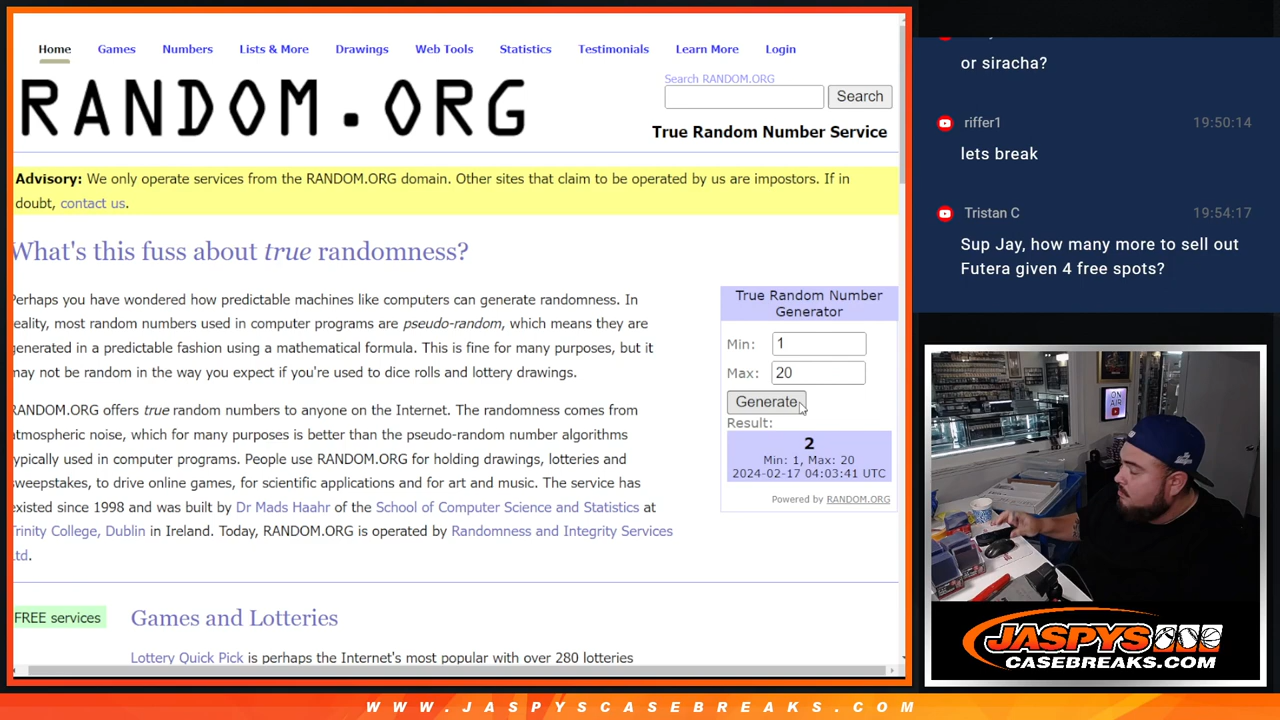 Home Games Numbers Lists & More Drawings Web Tools Statistics Testimonials Learn More Login
RANDOM.ORG
Search RANDOM.ORG
Search
True Random Number Service
Advisory: We only operate services from the RANDOM.ORG domain. Other sites that claim to be operated by us are impostors. If in
doubt, contact us.
What's this fuss about true randomness?
Perhaps you have wondered how predictable machines like computers can generate randomness. In
reality, most random numbers used in computer programs are pseudo-random, which means they are
generated in a predictable fashion using a mathematical formula. This is fine for many purposes, but it
may not be random in the way you expect if you're used to dice rolls and lottery drawings.
RANDOM.ORG offers true random numbers to anyone on the Internet. The randomness comes from
atmospheric noise, which for many purposes is better than the pseudo-random number algorithms
typically used in computer programs. People use RANDOM.ORG for holding drawings, lotteries and
sweepstakes, to drive online games, for scientific applications and for art and music. The service has
existed since 1998 and was built by Dr Mads Haahr of the School of Computer Science and Statistics at
Trinity College, Dublin in Ireland. Today, RANDOM.ORG is operated by Randomness and Integrity Services
Ltd.
True Random Number
Generator
Min: 1
Max: 20
Generate
Result:
2
Min: 1, Max: 20
2024-02-17 04:03:41 UTC
Powered by RANDOM.ORG
FREE services
Games and Lotteries
Lottery Quick Pick is perhaps the Internet's most popular with over 280 lotteries
or siracha?
riffer1 19:50:14
lets break
Tristan C 19:54:17
Sup Jay, how many more to sell out
Futera given 4 free spots?
ON
AIR
JASPYS
CASEBREAKS.COM
WWW.JASPYSCASEBREAKS.COM